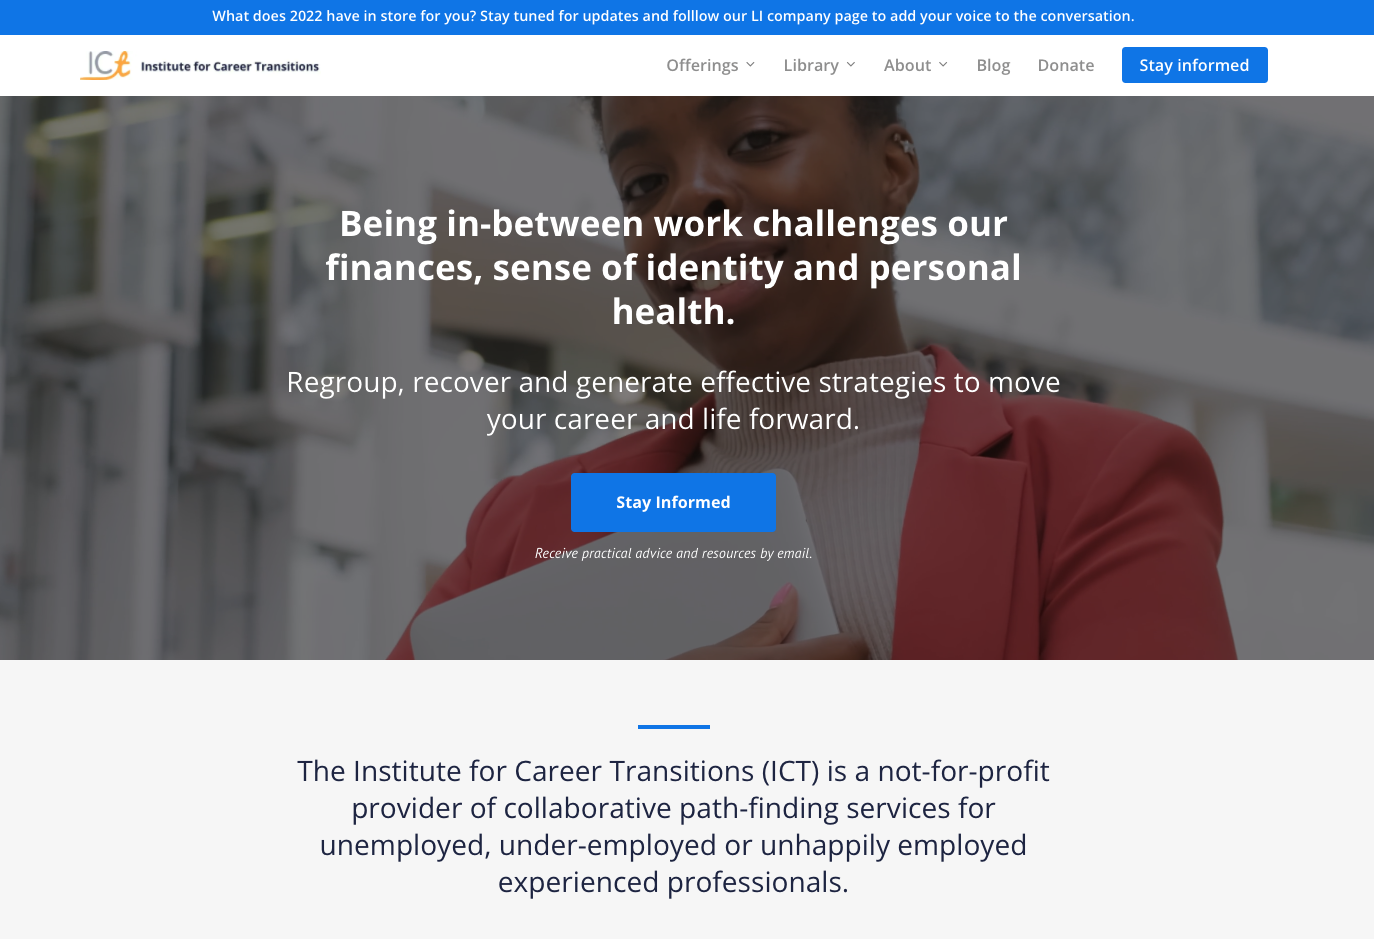 What does 2022 have in store for you? Stay tuned for updates and folllow our LI company page to add your voice to the conversation.
ICt Institute for Career Transitions
Offerings Library About Blog Donate Stay informed
Being in-between work challenges our
finances, sense of identity and personal
health.
Regroup, recover and generate effective strategies to move
your career and life forward.
Stay Informed
Receive practical advice and resources by email.
The Institute for Career Transitions (ICT) is a not-for-profit
provider of collaborative path-finding services for
unemployed, under-employed or unhappily employed
experienced professionals.